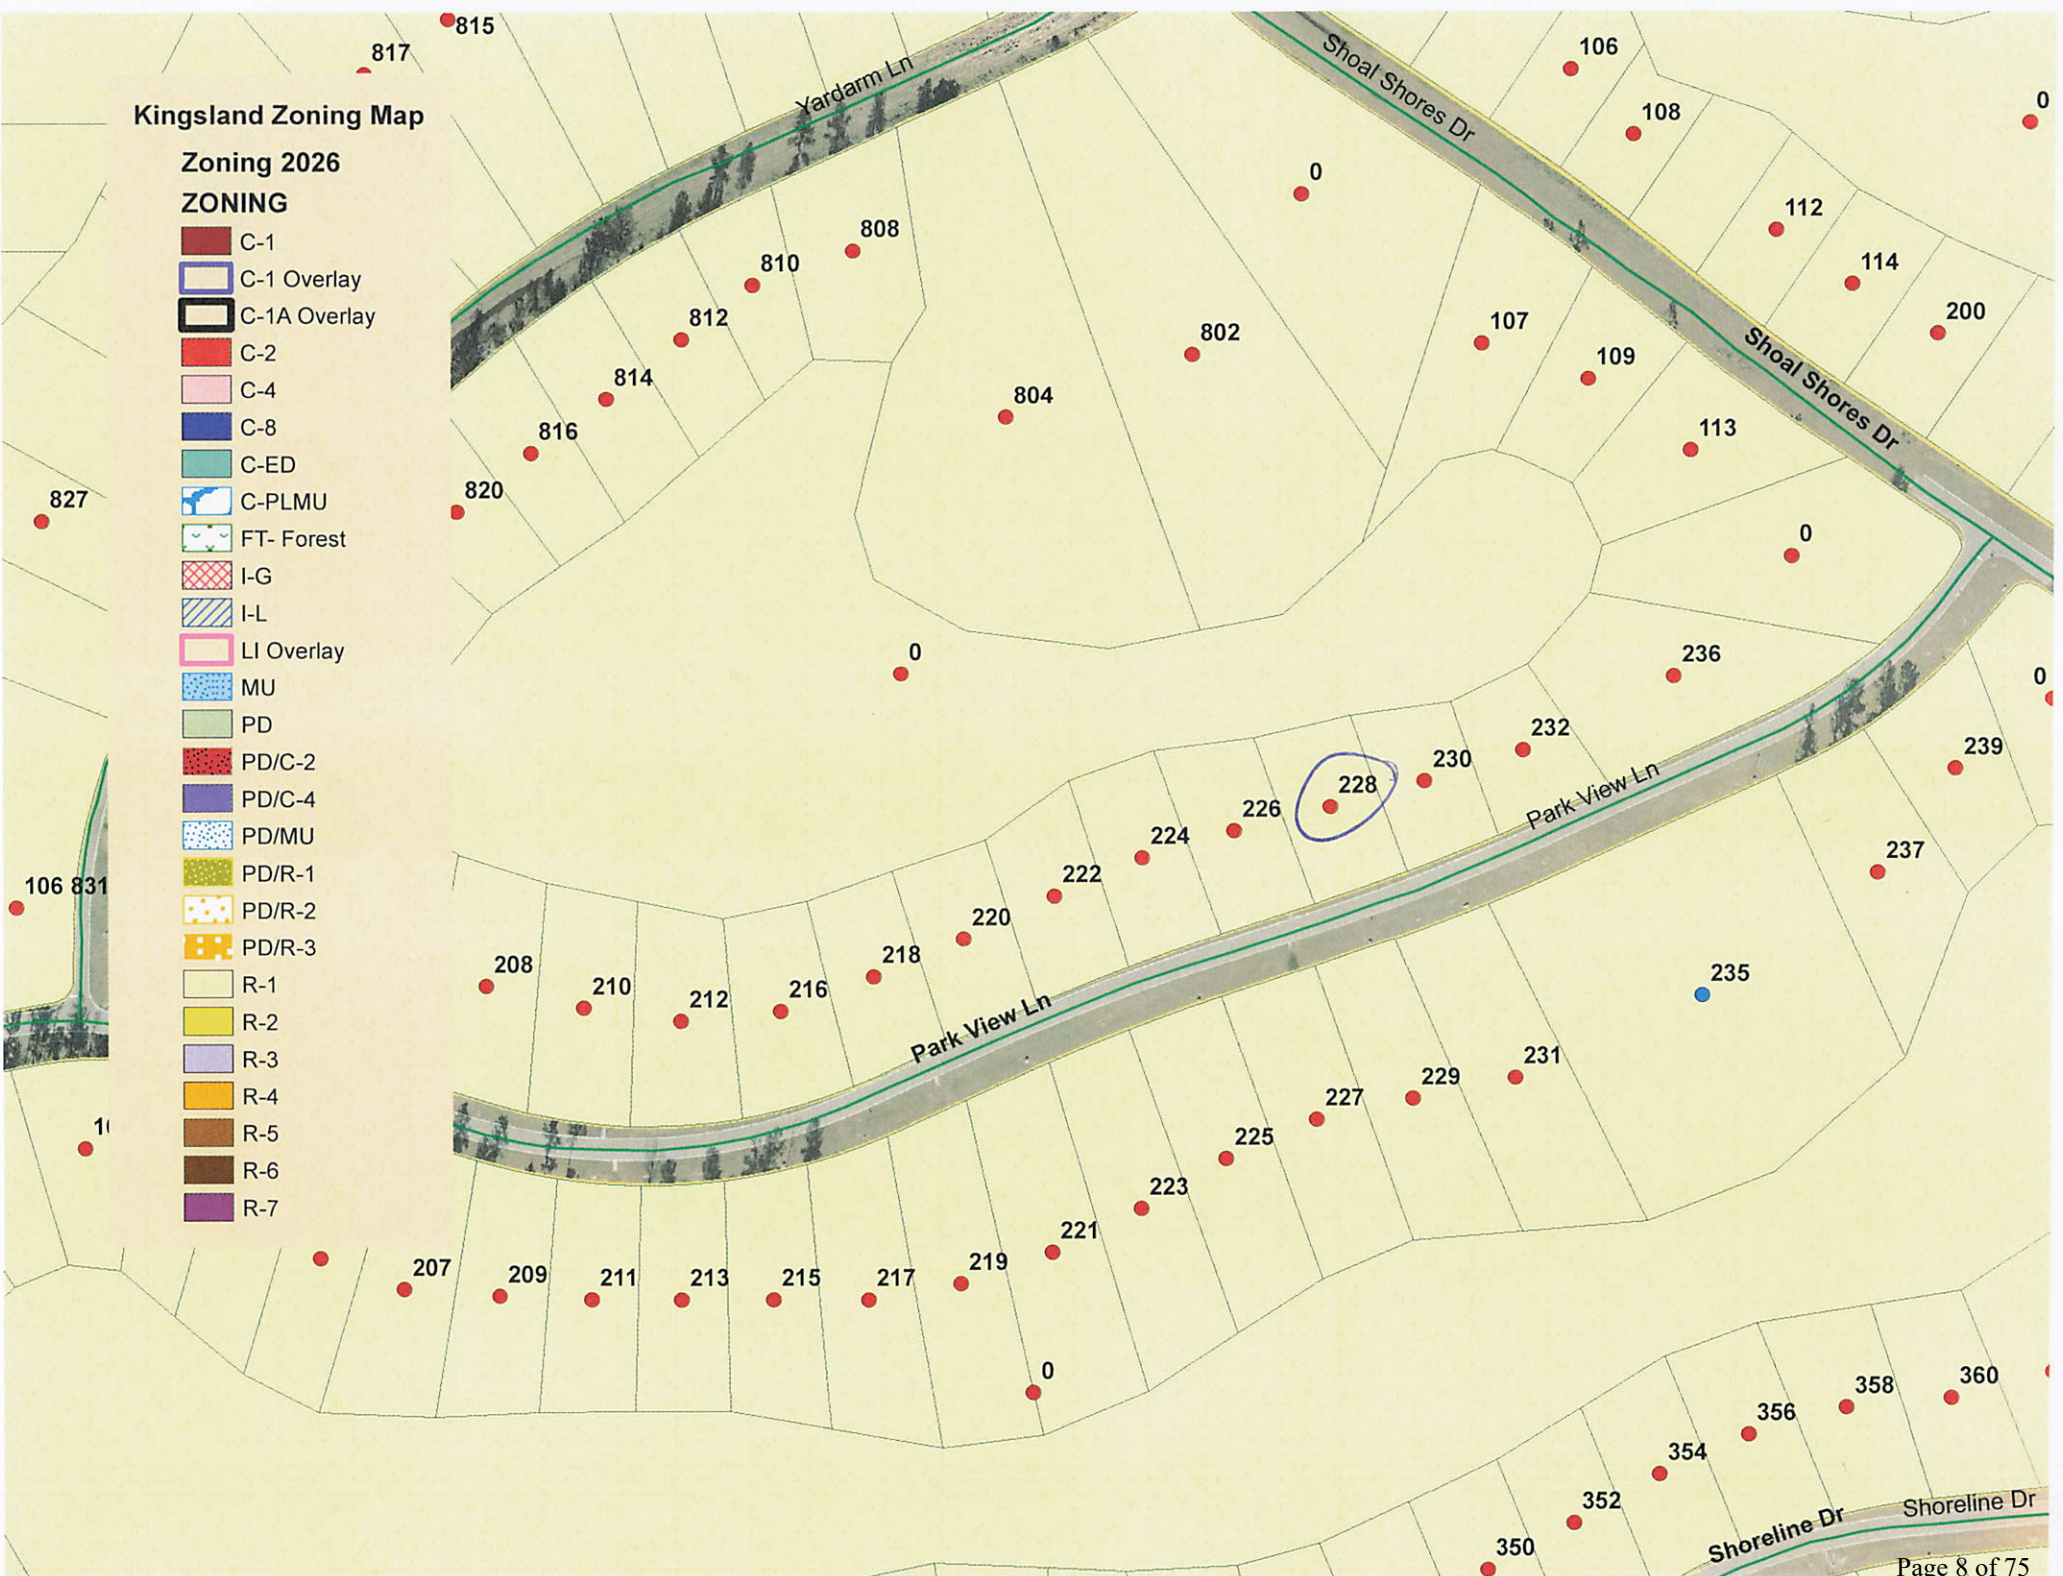 815
817
Yardarm Ln
Shoal Shores Dr
106
0
108
Kingsland Zoning Map
Zoning 2026
ZONING
C-1
C-1 Overlay
C-1A Overlay
C-2
C-4
C-8
C-ED
C-PLMU
FT- Forest
I-G
I-L
LI Overlay
MU
PD
PD/C-2
PD/C-4
PD/MU
PD/R-1
PD/R-2
PD/R-3
R-1
R-2
R-3
R-4
R-5
R-6
R-7
0
112
808
810
114
200
812
802
107
109
Shoal Shores Dr
814
804
816
113
820
827
0
0
236
0
232
239
230
228
Park View Ln
226
224
237
222
106 831
220
218
208
210
212
216
235
Park View Ln
231
229
227
225
223
221
219
207
209
211
213
215
217
0
360
358
356
354
352
Shoreline Dr
Shoreline Dr
350
Page 8 of 75